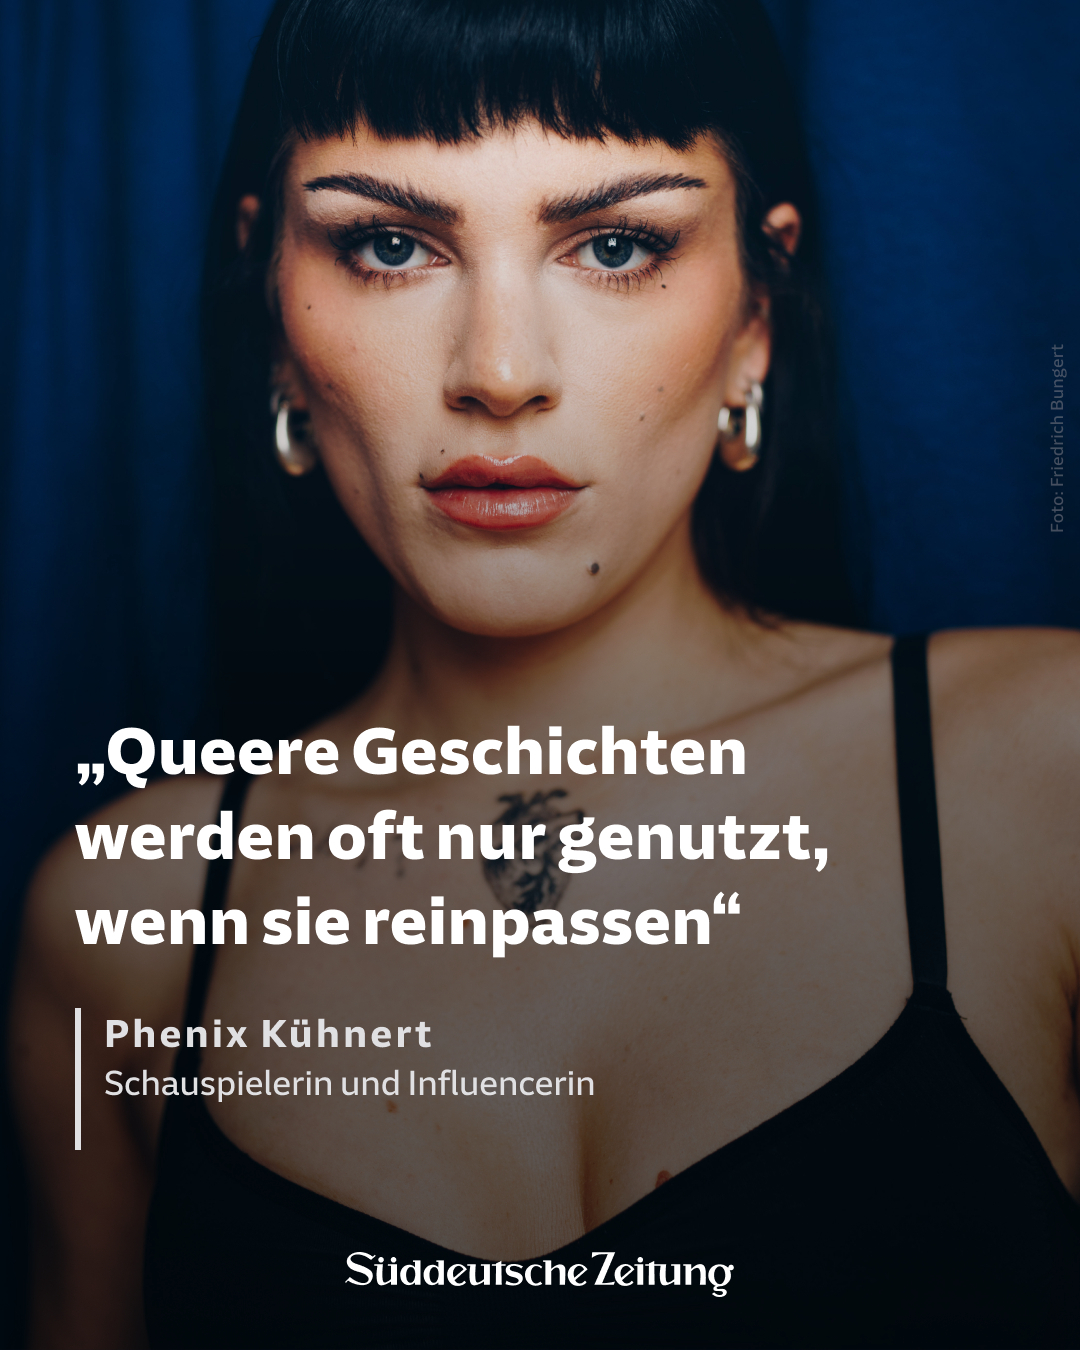 „Queere Geschichten
werden oft nur genutzt,
wenn sie reinpassen“
Phenix Kühnert
Schauspielerin und Influencerin
Foto: Friedrich Bungert
Süddeutsche Zeitung